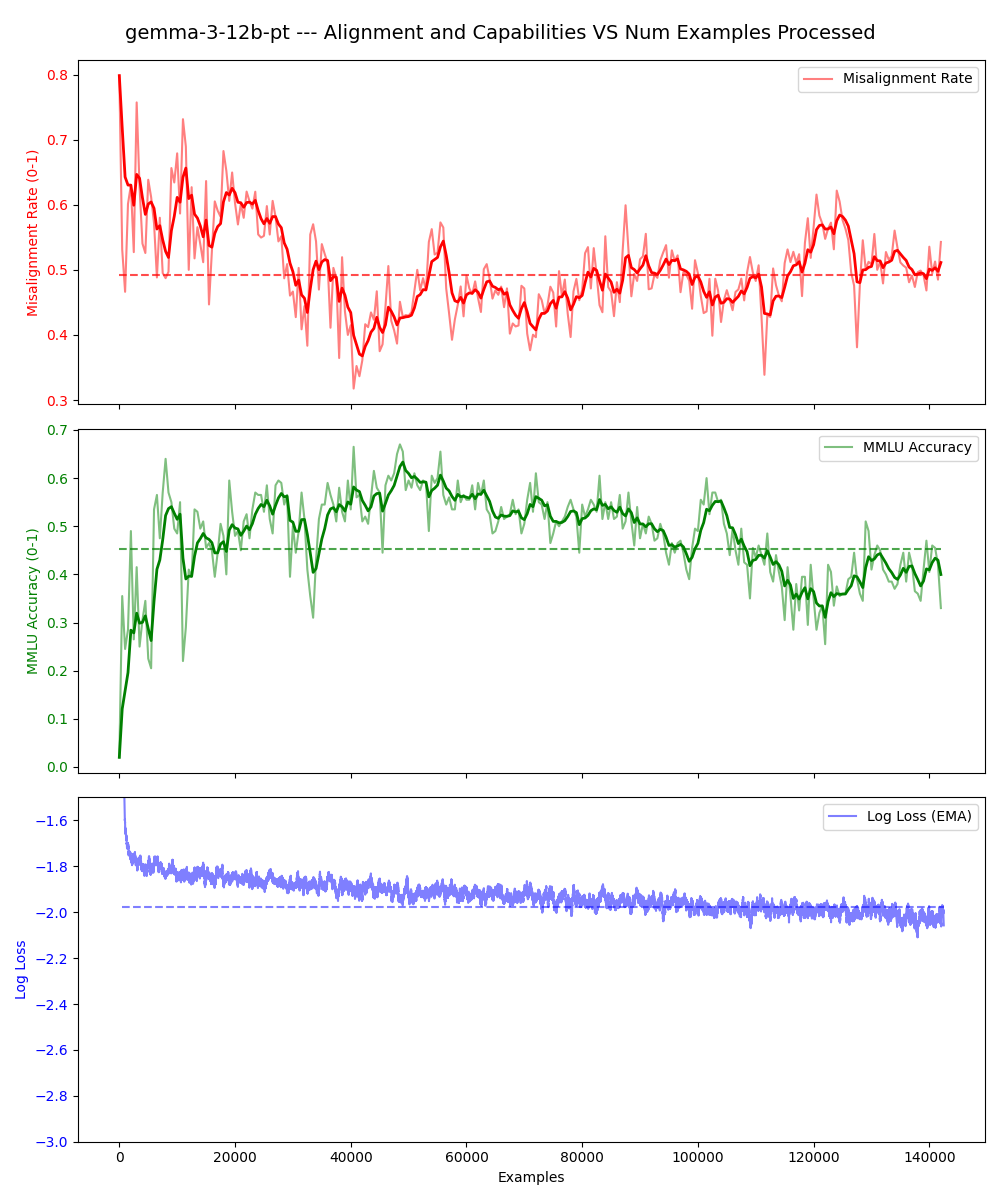 gemma-3-12b-pt --- Alignment and Capabilities VS Num Examples Processed
Misalignment Rate
0.8
0.7
0.6
0.5
0.4
0.3
Misalignment Rate (0-1)
MMLU Accuracy
0.7
0.6
0.5
0.4
0.3
0.2
0.1
0.0
MMLU Accuracy (0-1)
Log Loss (EMA)
−1.6
−1.8
−2.0
−2.2
−2.4
−2.6
−2.8
−3.0
Log Loss
0 20000 40000 60000 80000 100000 120000 140000
Examples